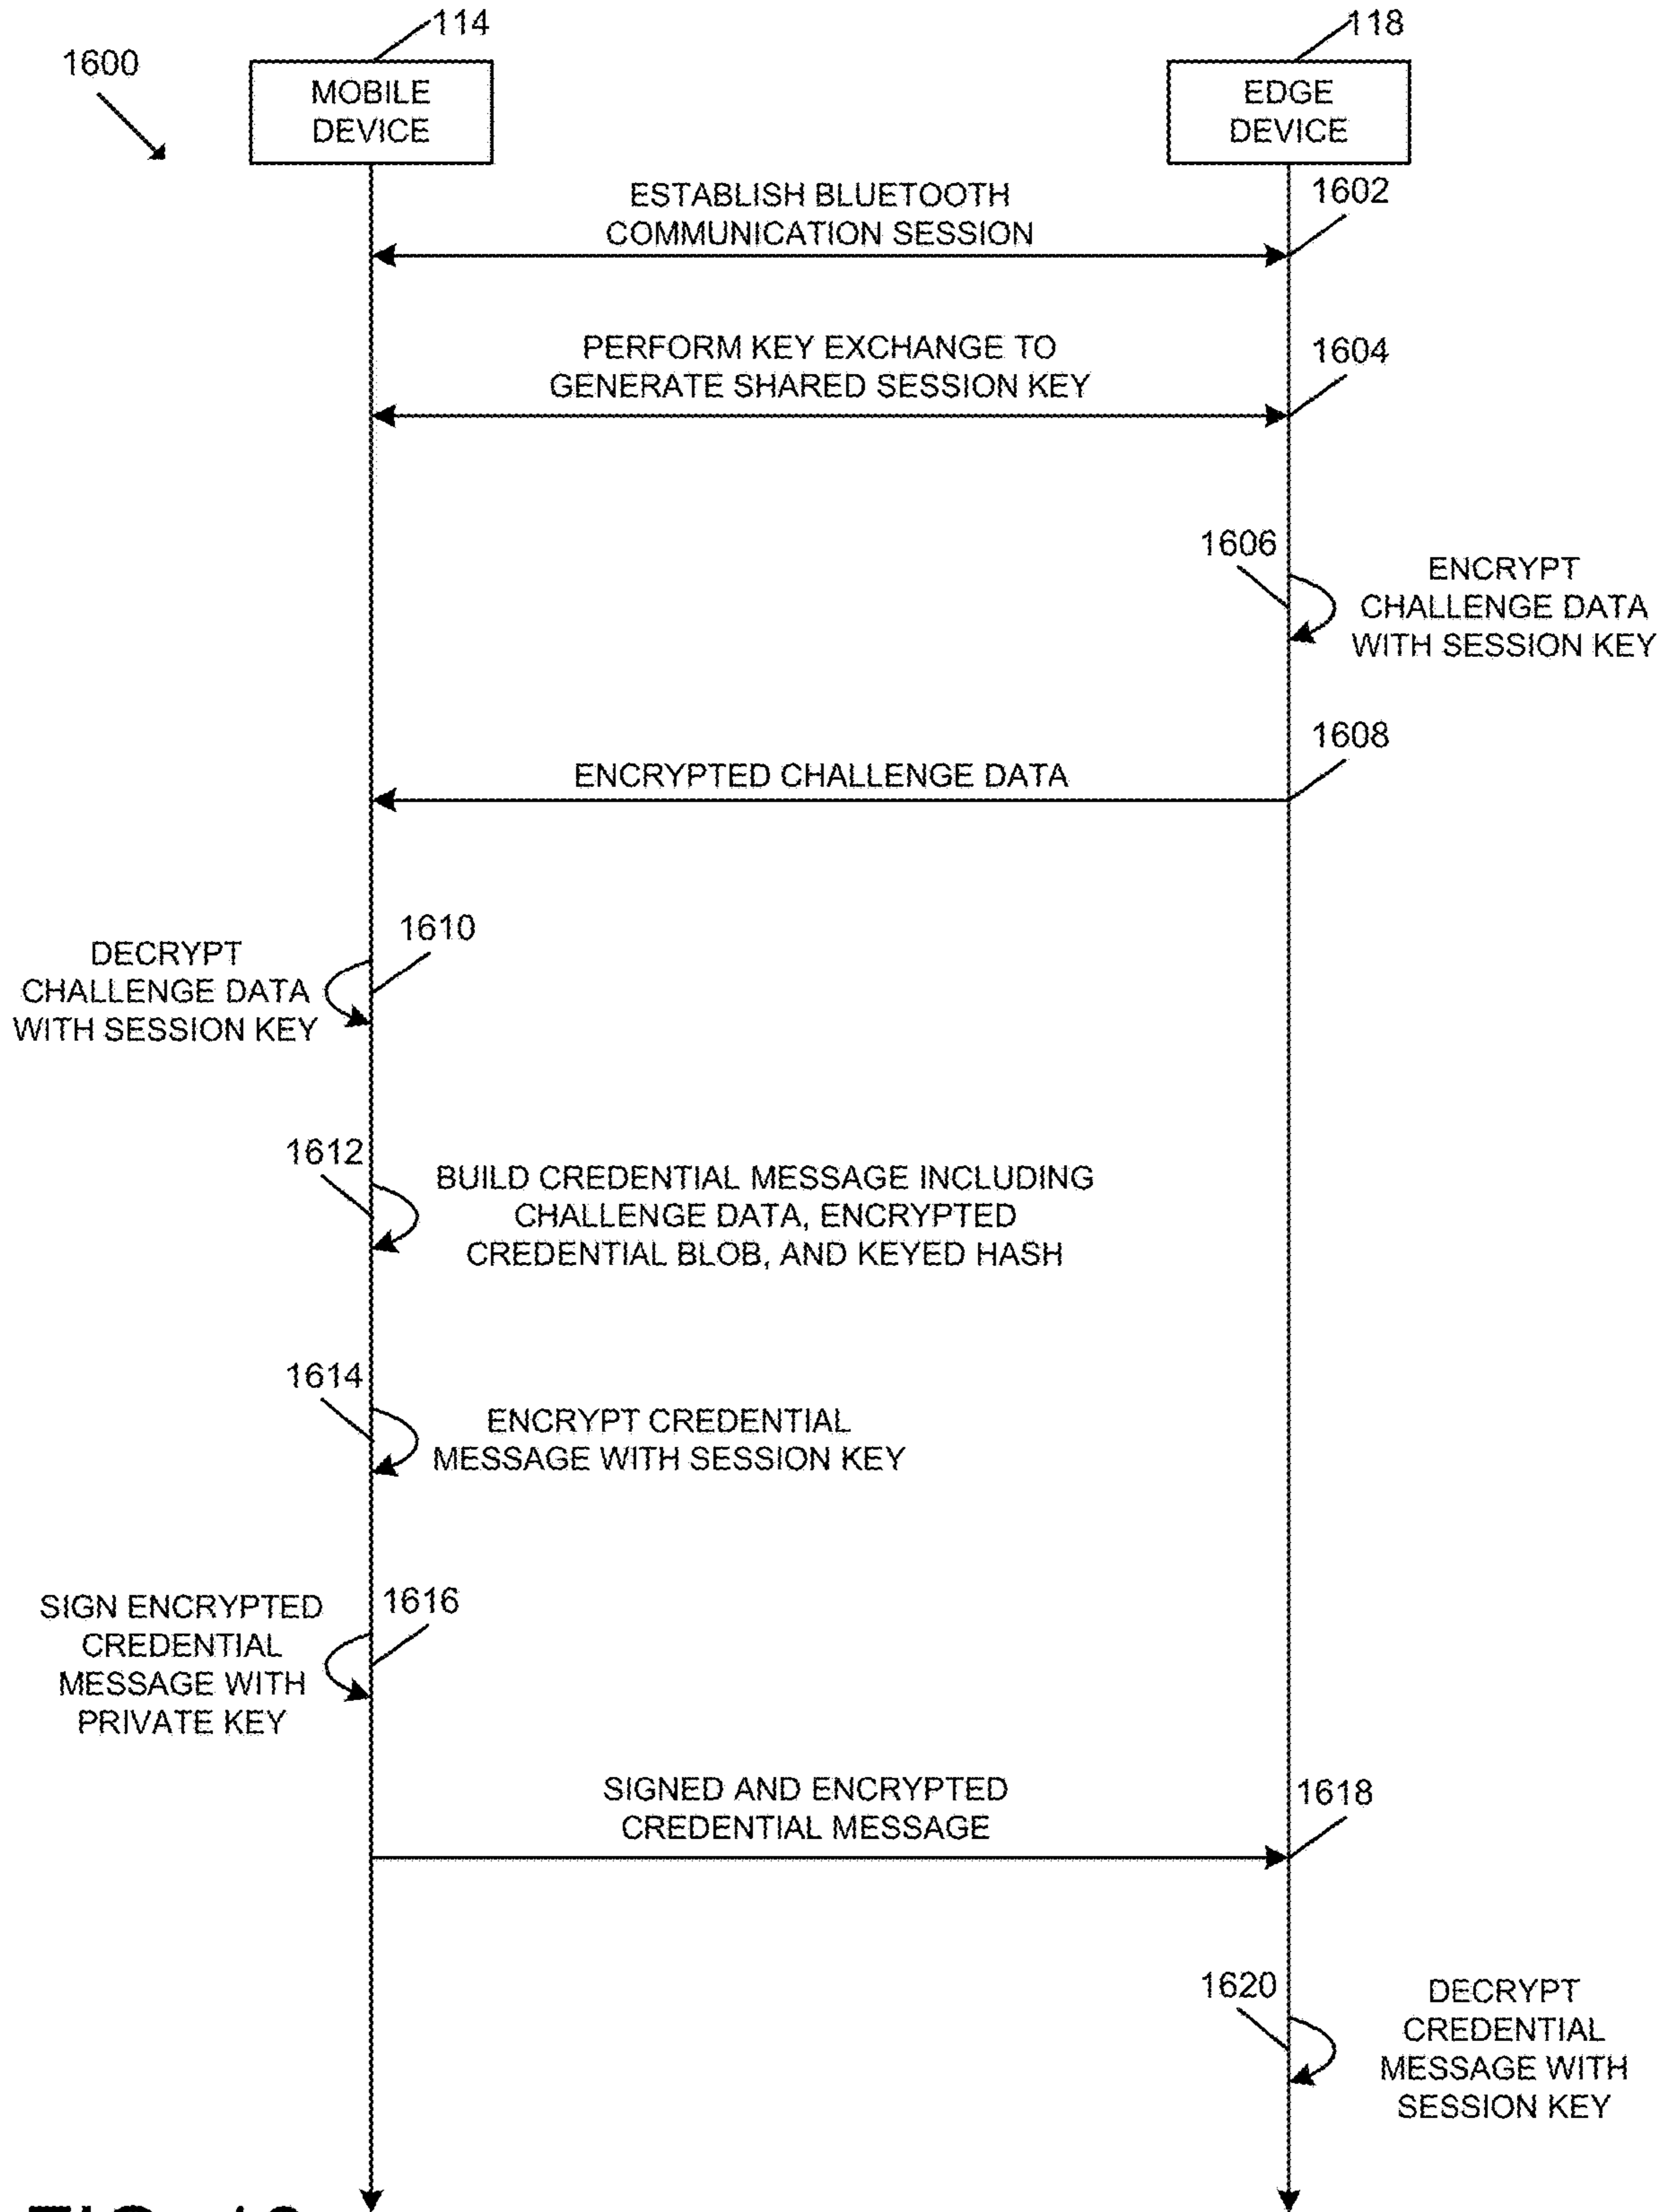 114
118
1600
MOBILE
DEVICE
EDGE
DEVICE
ESTABLISH BLUETOOTH
COMMUNICATION SESSION
1602
PERFORM KEY EXCHANGE TO
GENERATE SHARED SESSION KEY
1604
1606
ENCRYPT
CHALLENGE DATA
WITH SESSION KEY
1608
ENCRYPTED CHALLENGE DATA
1610
DECRYPT
CHALLENGE DATA
WITH SESSION KEY
1612
BUILD CREDENTIAL MESSAGE INCLUDING
CHALLENGE DATA, ENCRYPTED
CREDENTIAL BLOB, AND KEYED HASH
1614
ENCRYPT CREDENTIAL
MESSAGE WITH SESSION KEY
1616
SIGN ENCRYPTED
CREDENTIAL
MESSAGE WITH
PRIVATE KEY
SIGNED AND ENCRYPTED
CREDENTIAL MESSAGE
1618
1620
DECRYPT
CREDENTIAL
MESSAGE WITH
SESSION KEY